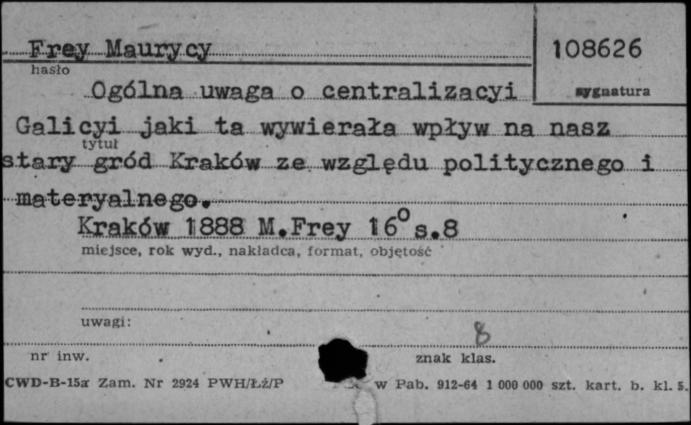 Frey Maurycy
108626
hasło
sygnatura
Ogólna uwaga o centralizacyi
Galicyi jaki ta wywierała wpływ na nasz
tytuł
stary gród Kraków ze względu politycznego i
materyalnego.
Kraków 1888 M.Frey 16° s.8
miejsce, rok wyd., nakładca, format, objętość
uwagi:
8
nr inw.
znak klas.
CWD-B-15a Zam. Nr 2924 PWH/Łż/P
w Pab. 912-64 1 000 000 szt. kart. b. kl. 5.